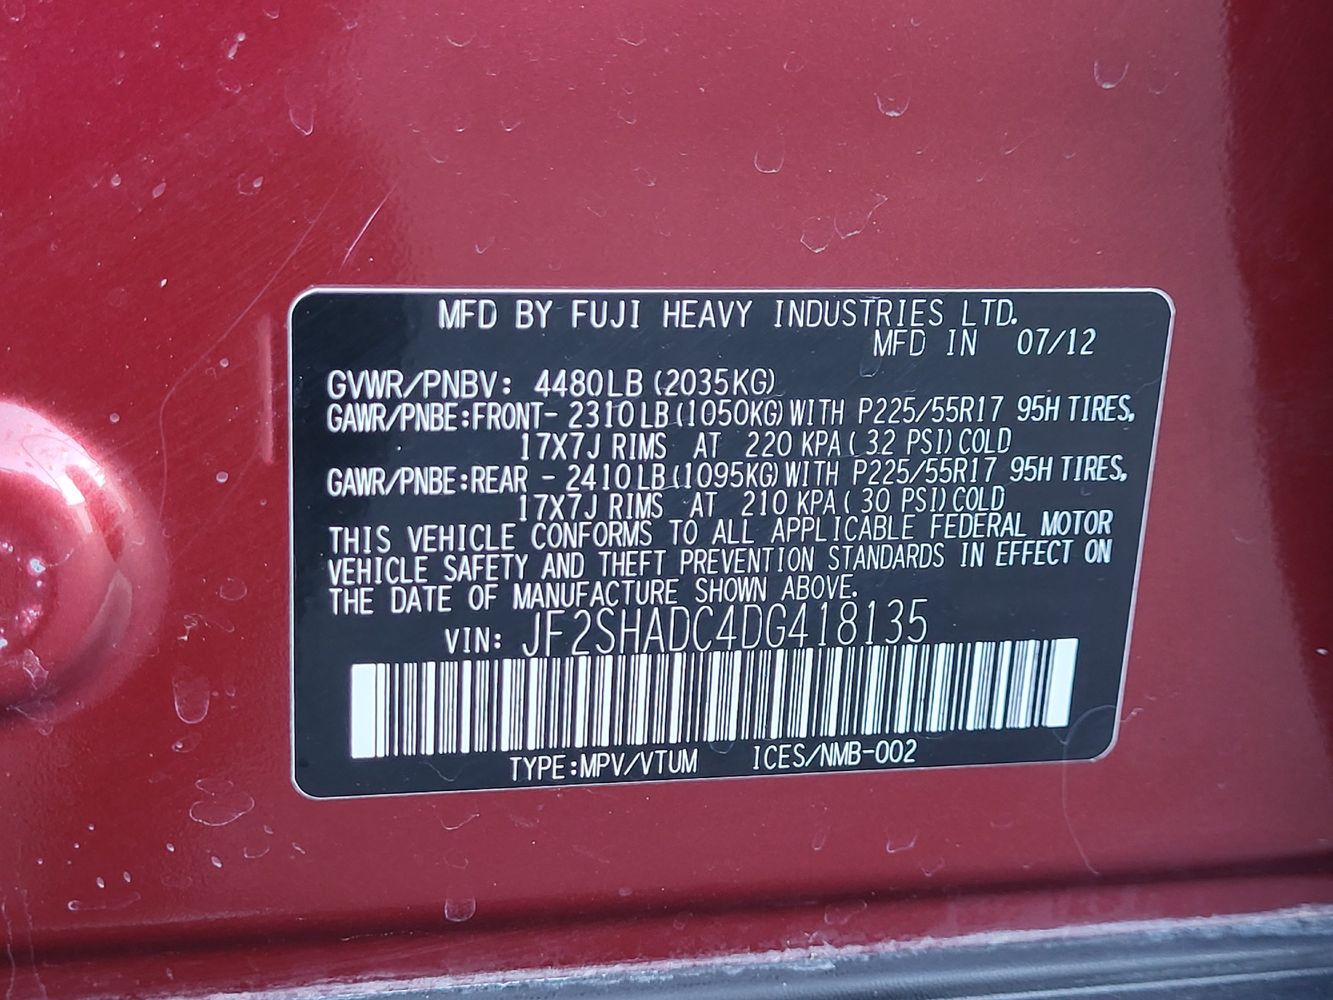 MFD BY FUJI HEAVY INDUSTRIES LTD.
MFD IN 07/12
GVWR/PNBV: 4480LB(2035KG)
GAWR/PNBE:FRONT- 2310LB(1050KG)WITH P225/55R17 95H TIRES,
17X7J RIMS AT 220 KPA( 32 PSI)COLD
GAWR/PNBE:REAR - 2410LB(1095KG)WITH P225/55R17 95H TIRES,
17X7J RIMS AT 210 KPA( 30 PSI)COLD
THIS VEHICLE CONFORMS TO ALL APPLICABLE FEDERAL MOTOR
VEHICLE SAFETY AND THEFT PREVENTION STANDARDS IN EFFECT ON
THE DATE OF MANUFACTURE SHOWN ABOVE.
VIN: JF2SHADC4DG418135
TYPE:MPV/VTUM ICES/NMB-002